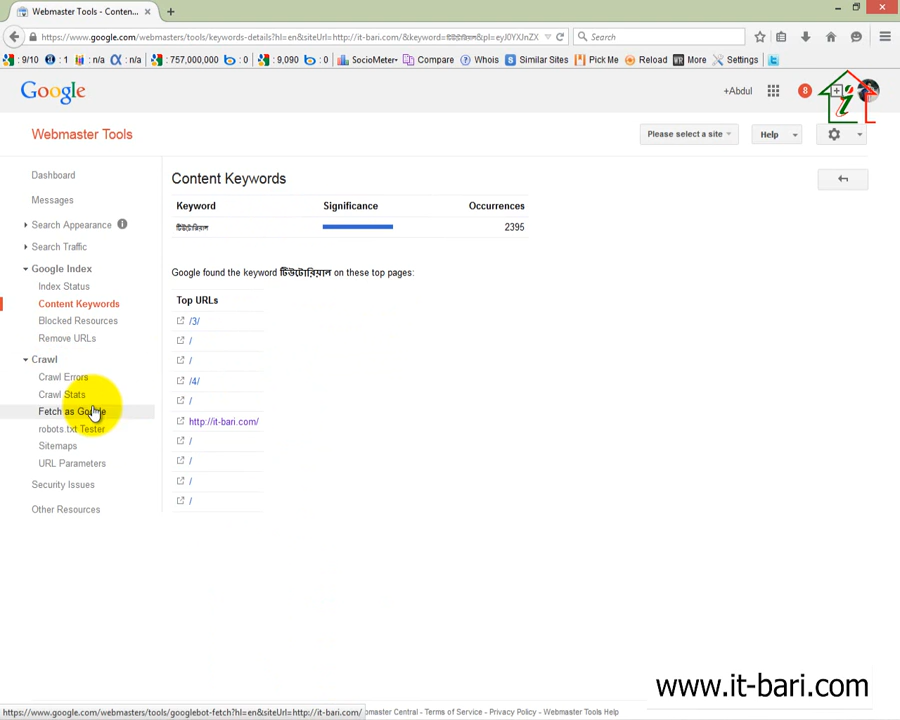 Webmaster Tools - Conten... ×
https://www.google.com/webmasters/tools/keywords-details?hl=en&siteUrl=http://it-bari.com/&keyword=টিউটোরিয়াল&pl=eyJ0YXJnZX
Search
: 9/10 : 1 : n/a : n/a : 757,000,000 : 0 : 9,090 : 0 SocioMeter Compare Whois Similar Sites Pick Me Reload More Settings
Google
+Abdul
8
Webmaster Tools
Please select a site
Help
Dashboard
Messages
Search Appearance
Search Traffic
Google Index
Index Status
Content Keywords
Blocked Resources
Remove URLs
Crawl
Crawl Errors
Crawl Stats
Fetch as Google
robots.txt Tester
Sitemaps
URL Parameters
Security Issues
Other Resources
Content Keywords
Keyword Significance Occurrences
টিউটোরিয়াল 2395
Google found the keyword টিউটোরিয়াল on these top pages:
Top URLs
/3/
/
/
/4/
/
http://it-bari.com/
/
/
/
/
www.it-bari.com
https://www.google.com/webmasters/tools/googlebot-fetch?hl=en&siteUrl=http://it-bari.com/
master Central - Terms of Service - Privacy Policy - Webmaster Tools Help